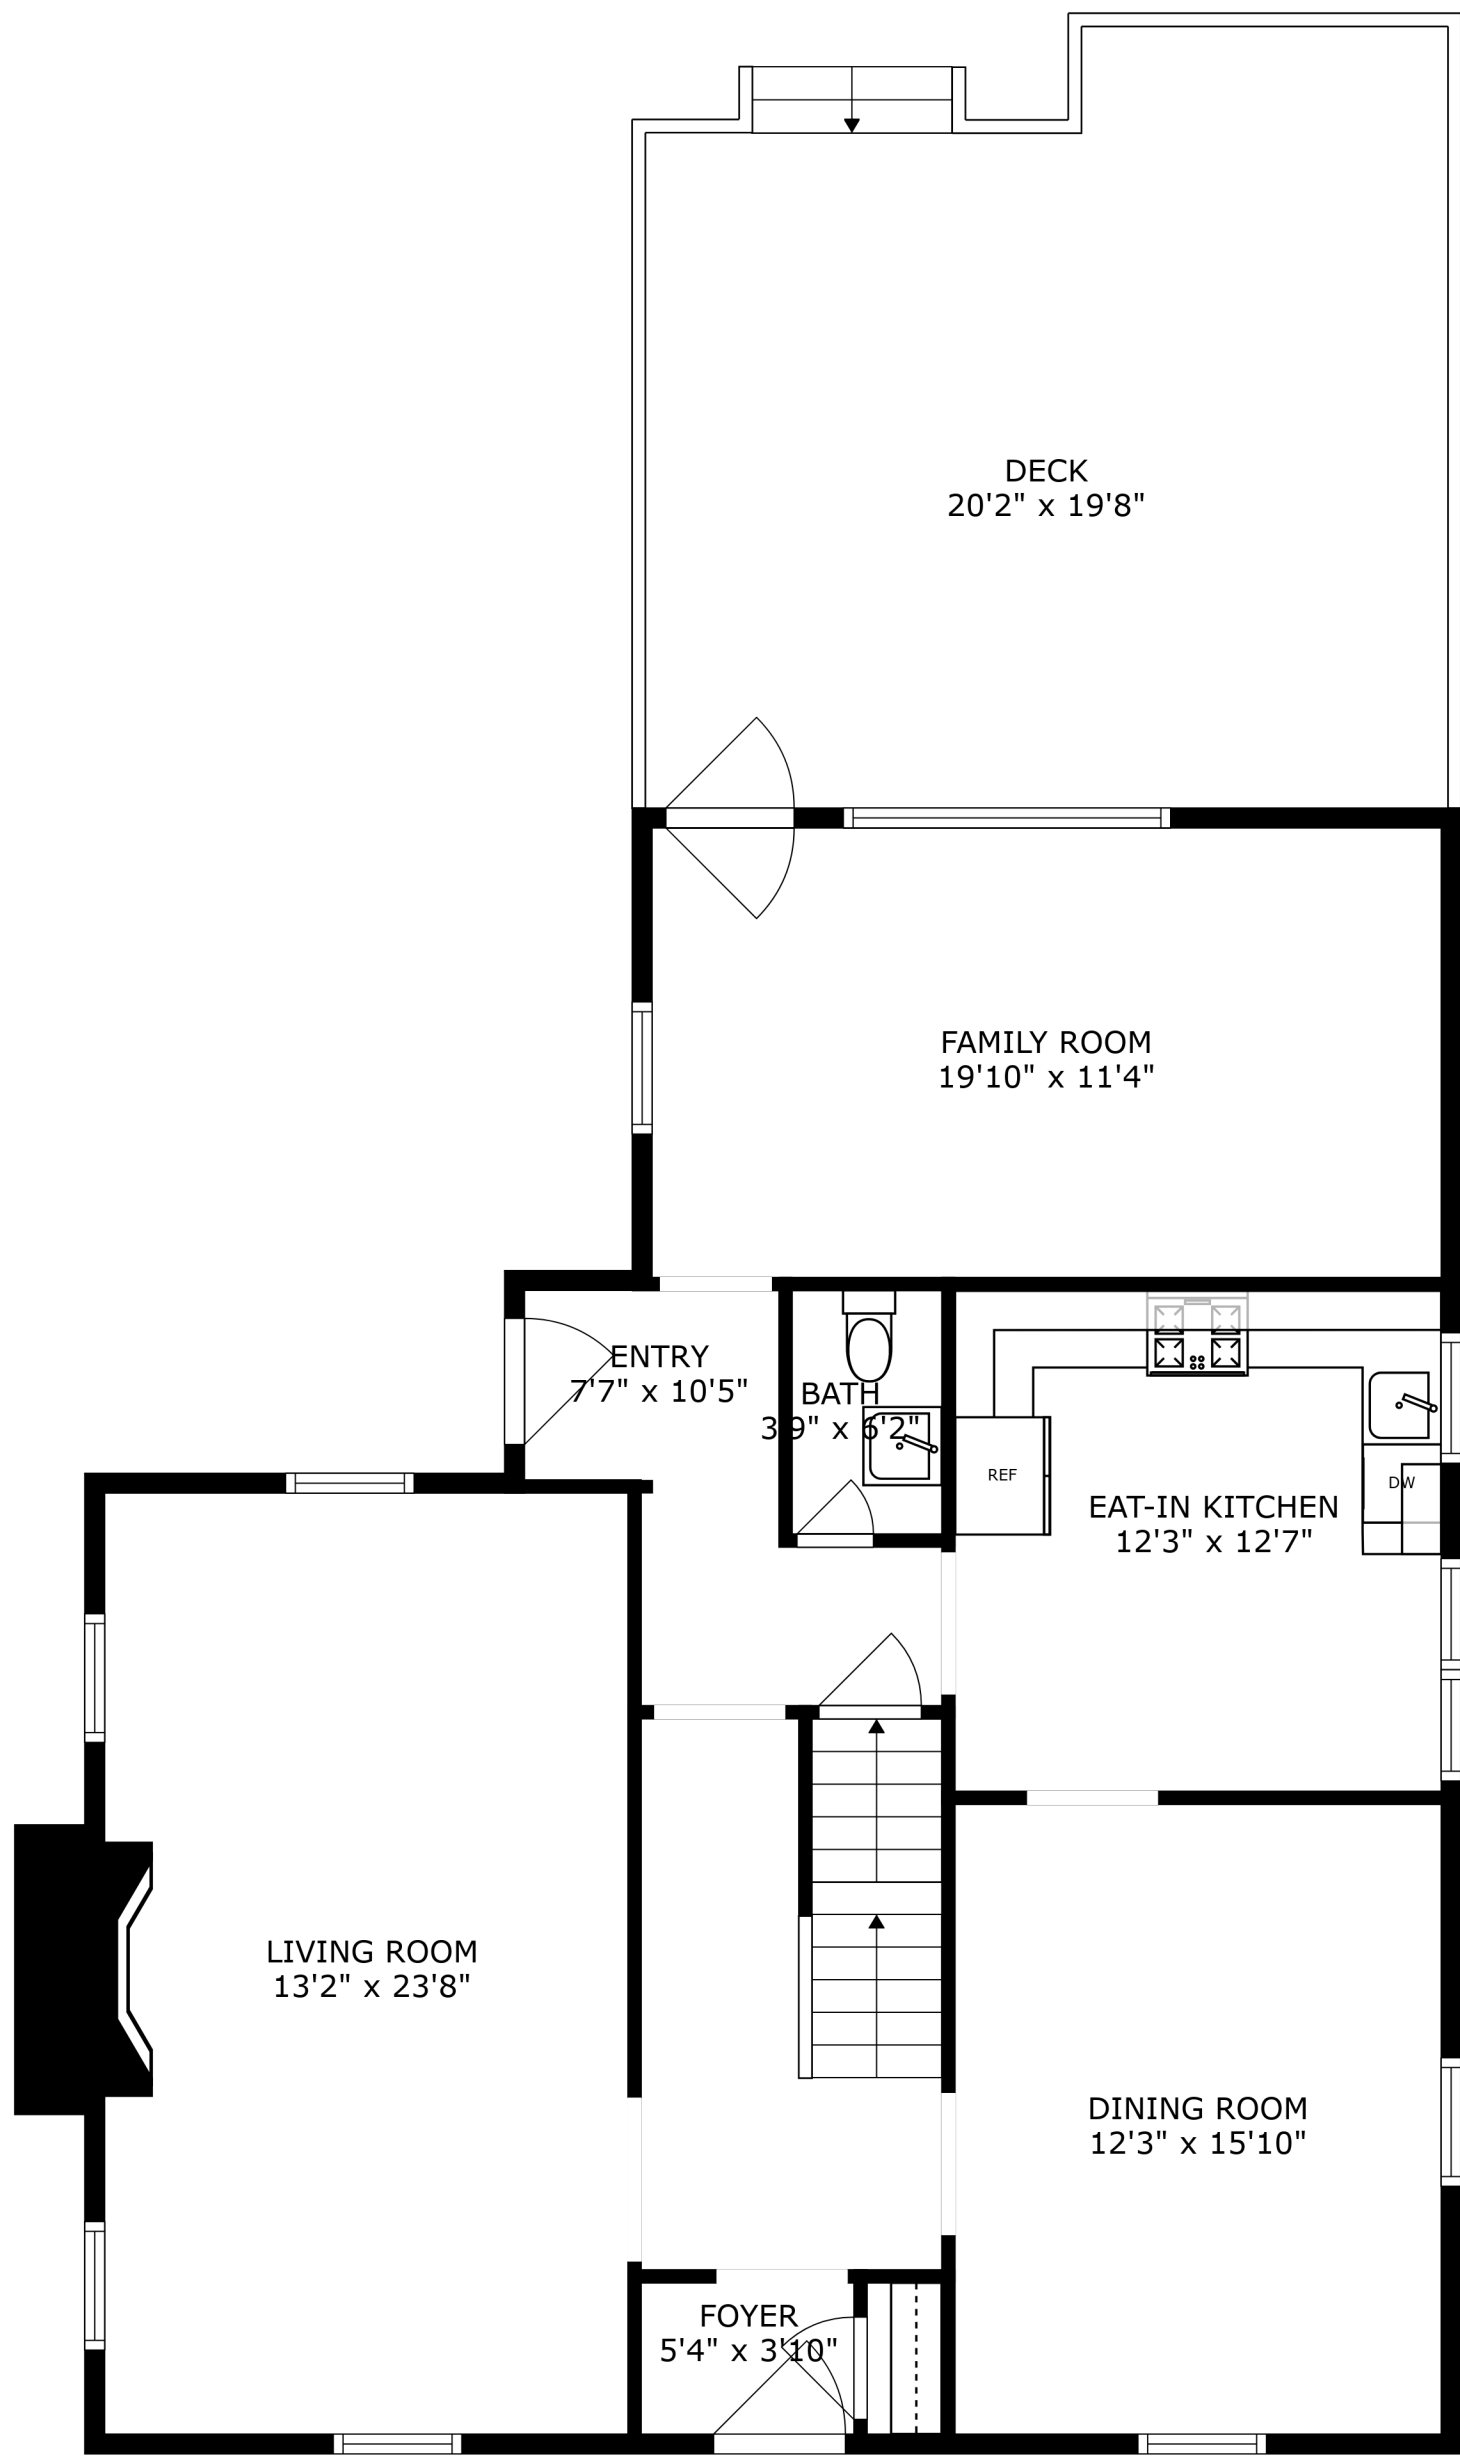 DECK
20'2" x 19'8"
FAMILY ROOM
19'10" x 11'4"
ENTRY
7'7" x 10'5"
BATH
3'9" x 6'2"
REF
DW
EAT-IN KITCHEN
12'3" x 12'7"
LIVING ROOM
13'2" x 23'8"
DINING ROOM
12'3" x 15'10"
FOYER
5'4" x 3'10"